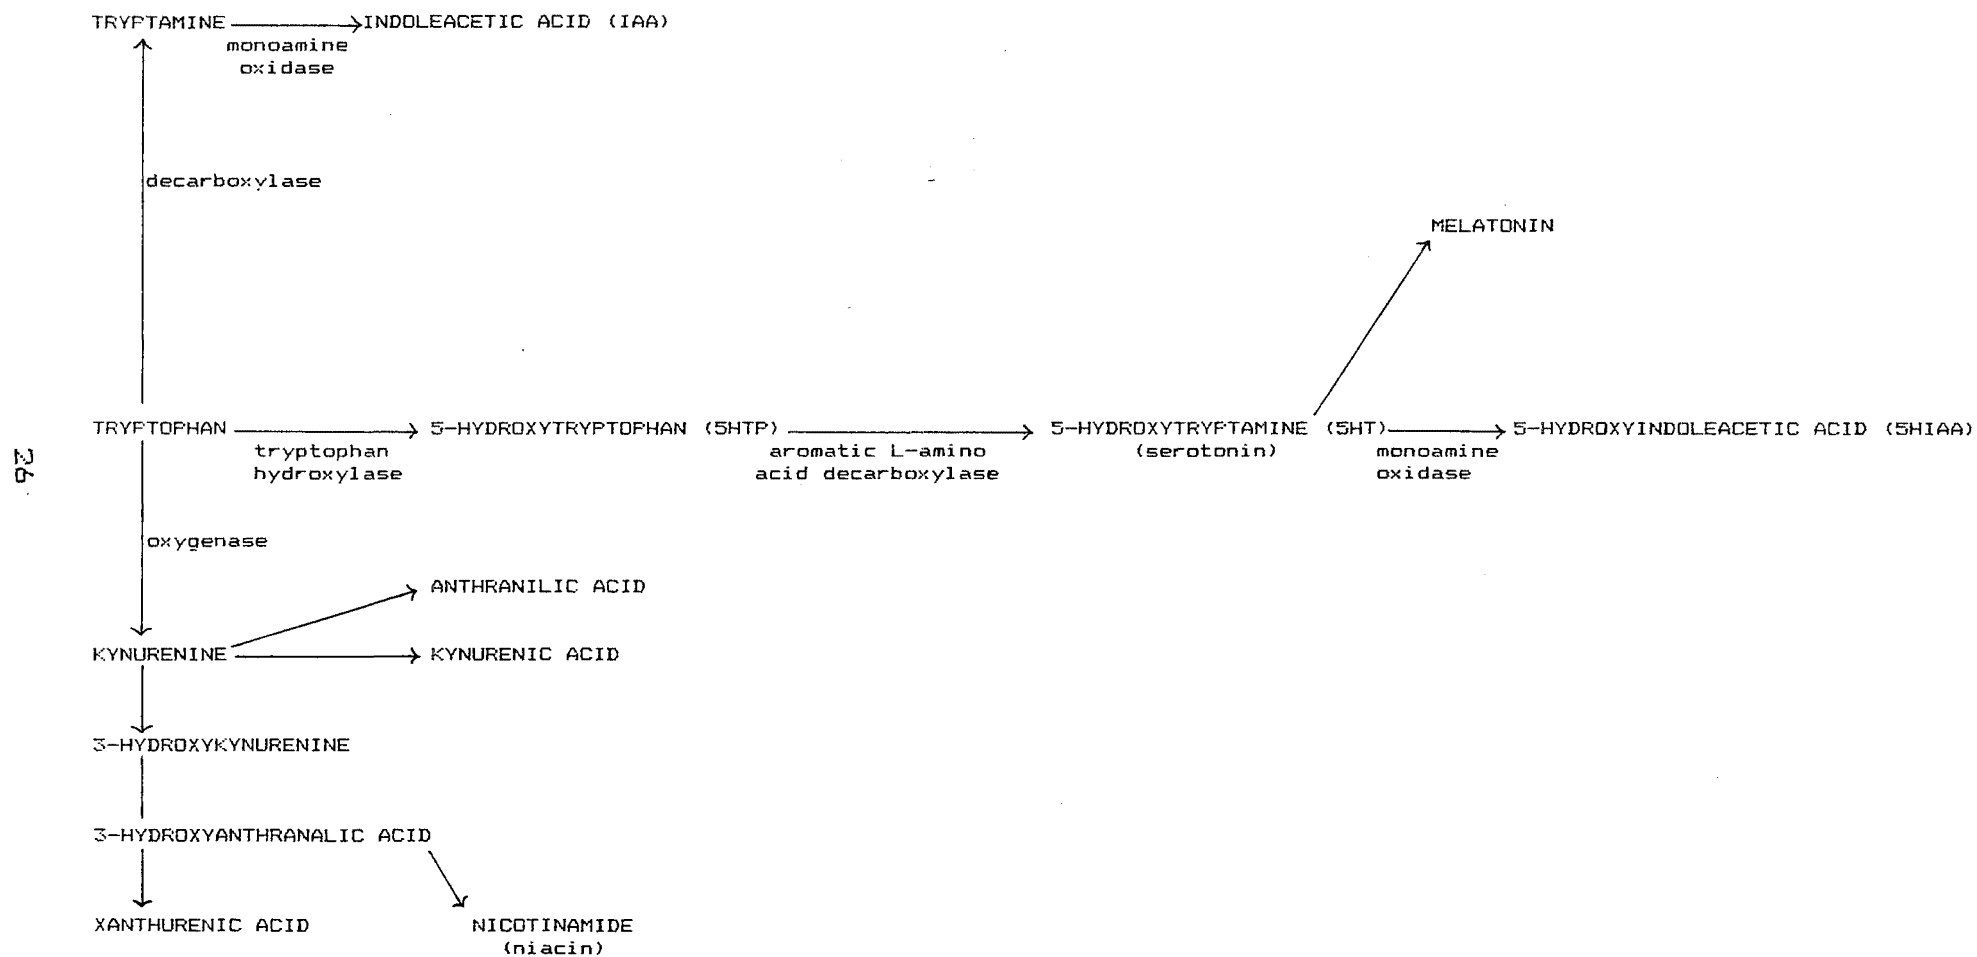 TRYPTAMINE INDOLEACETIC ACID (IAA)
monoamine
oxidase
decarboxylase
MELATONIN
TRYPTOPHAN 5-HYDROXYTRYPTOPHAN (5HTP) 5-HYDROXYTRYPTAMINE (5HT) 5-HYDROXYINDOLEACETIC ACID (5HIAA)
tryptophan aromatic L-amino (serotonin) monoamine
hydroxylase acid decarboxylase oxidase
26
oxygenase
ANTHRANILIC ACID
KYNURENINE KYNURENIC ACID
3-HYDROXYKYNURENINE
3-HYDROXYANTHRANALIC ACID
XANTHURENIC ACID NICOTINAMIDE
(niacin)